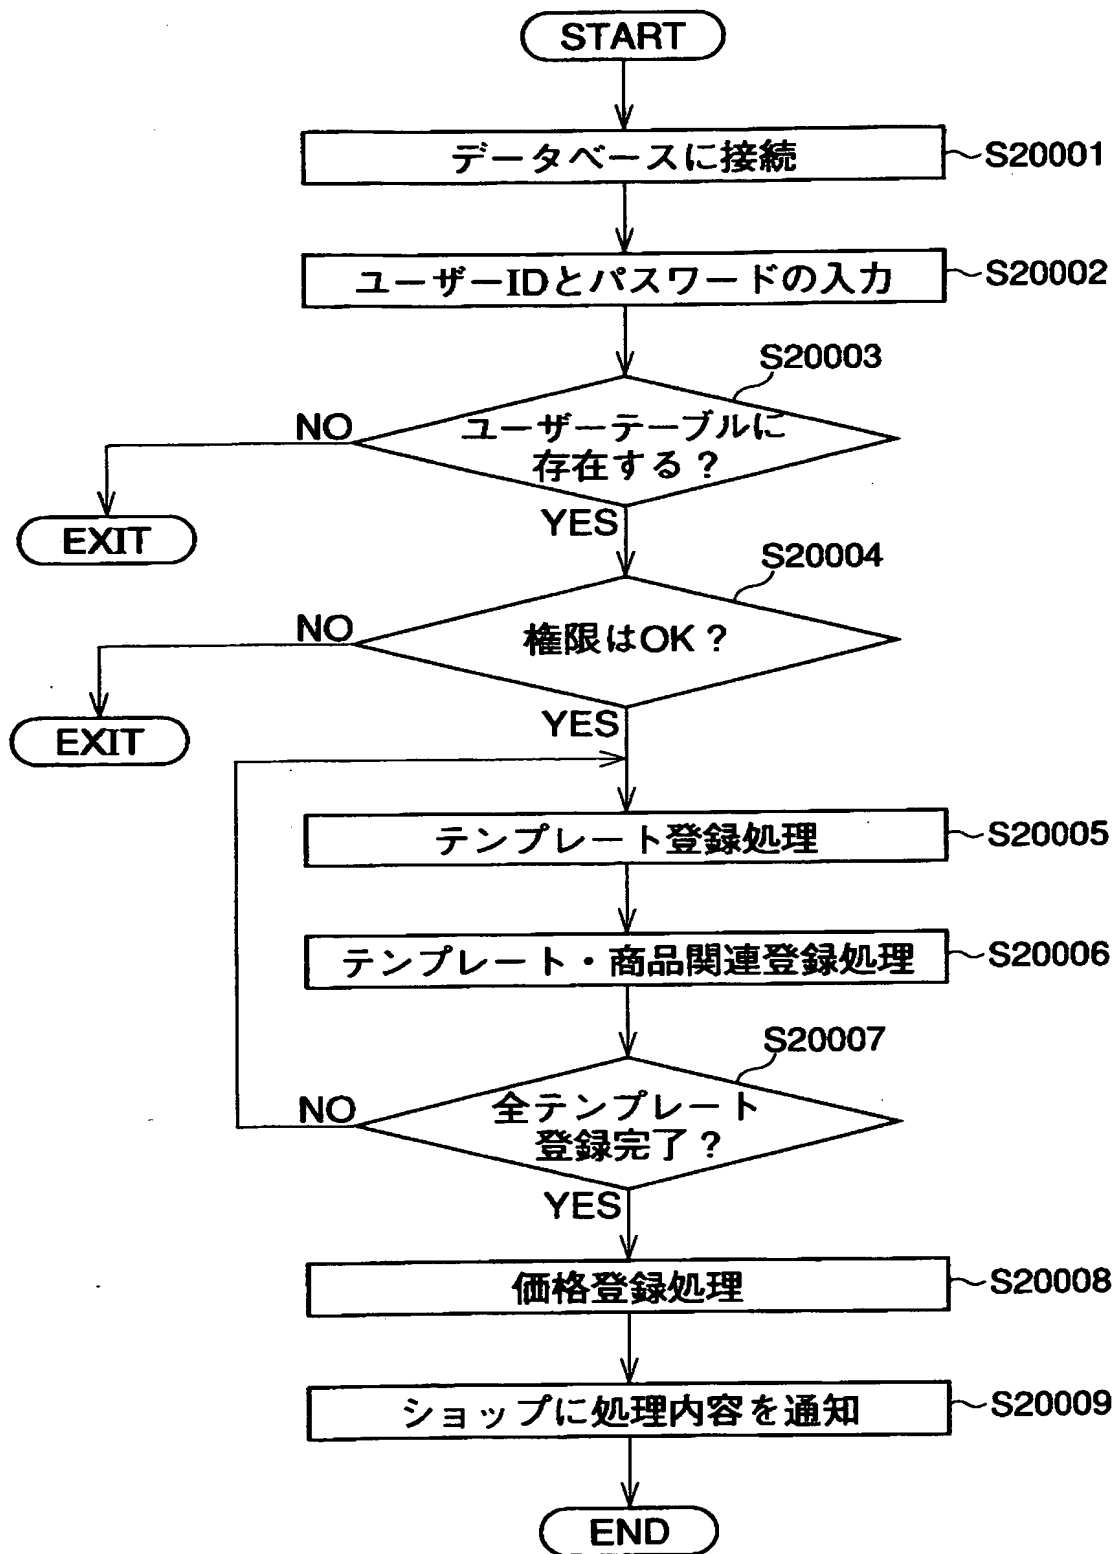 START
データベースに接続
S20001
ユーザーIDとパスワードの入力
S20002
S20003
ユーザーテーブルに
存在する？
NO
EXIT
YES
S20004
権限はOK？
NO
EXIT
YES
テンプレート登録処理
S20005
テンプレート・商品関連登録処理
S20006
S20007
全テンプレート
登録完了？
NO
YES
価格登録処理
S20008
ショップに処理内容を通知
S20009
END